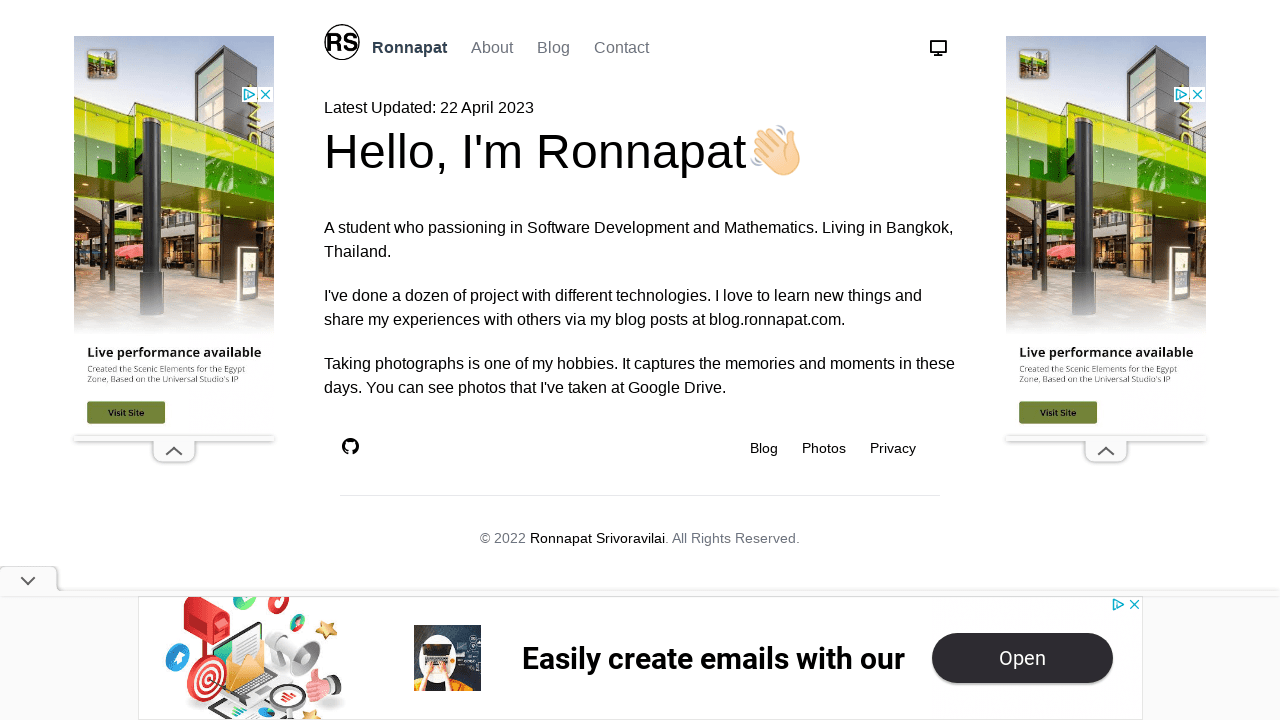 RS Ronnapat About Blog Contact
Latest Updated: 22 April 2023
Hello, I'm Ronnapat👋🏻
A student who passioning in Software Development and Mathematics. Living in Bangkok,
Thailand.
I've done a dozen of project with different technologies. I love to learn new things and
share my experiences with others via my blog posts at blog.ronnapat.com.
Taking photographs is one of my hobbies. It captures the memories and moments in these
days. You can see photos that I've taken at Google Drive.
Blog Photos Privacy
© 2022 Ronnapat Srivoravilai. All Rights Reserved.
Live performance available
Created the Scenic Elements for the Egypt
Zone, Based on the Universal Studio's IP
Visit Site
Live performance available
Created the Scenic Elements for the Egypt
Zone, Based on the Universal Studio's IP
Visit Site
Easily create emails with our
Open